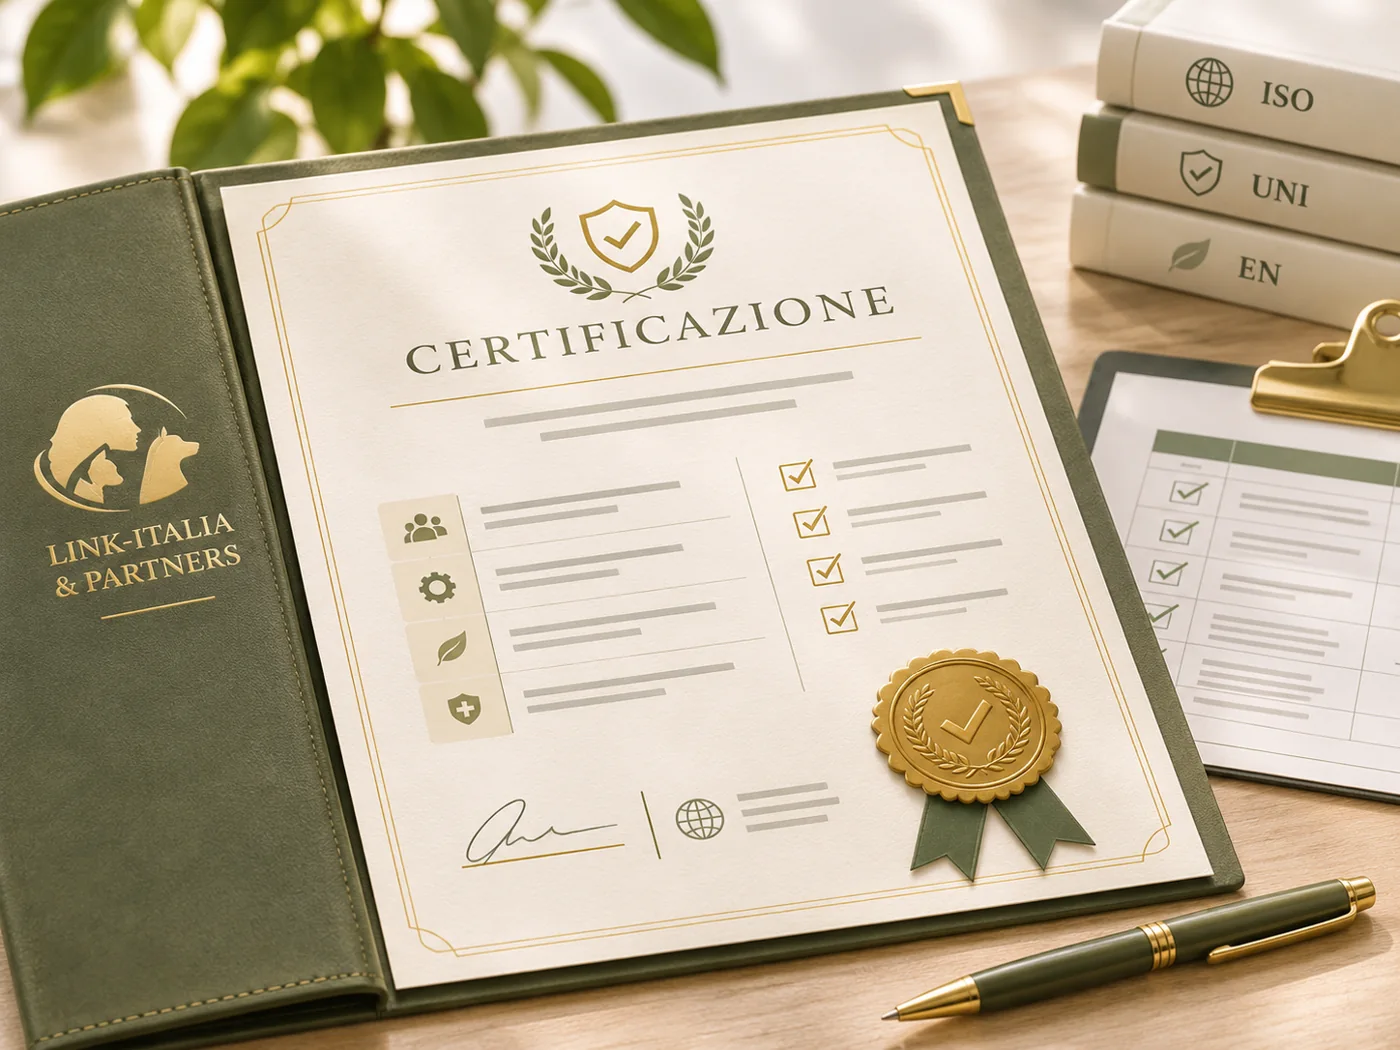 LINK-ITALIA
& PARTNERS
CERTIFICAZIONE
ISO
UNI
EN